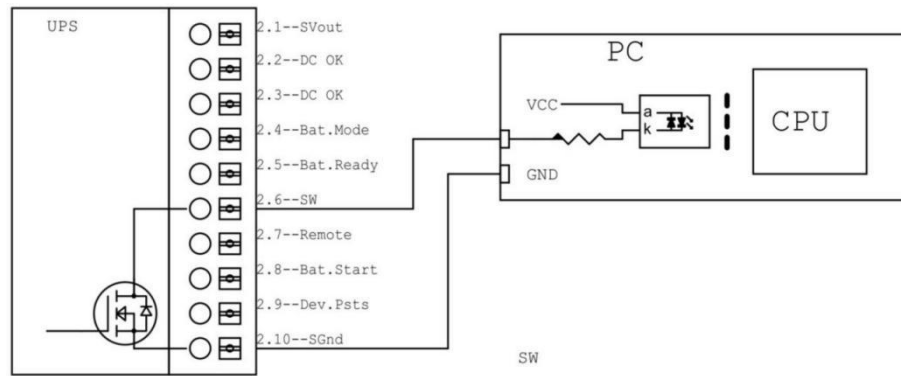 UPS
2.1--SVout
2.2--DC OK
2.3--DC OK
2.4--Bat.Mode
2.5--Bat.Ready
2.6--SW
2.7--Remote
2.8--Bat.Start
2.9--Dev.Psts
2.10--SGnd
PC
VCC
a
k
CPU
GND
SW